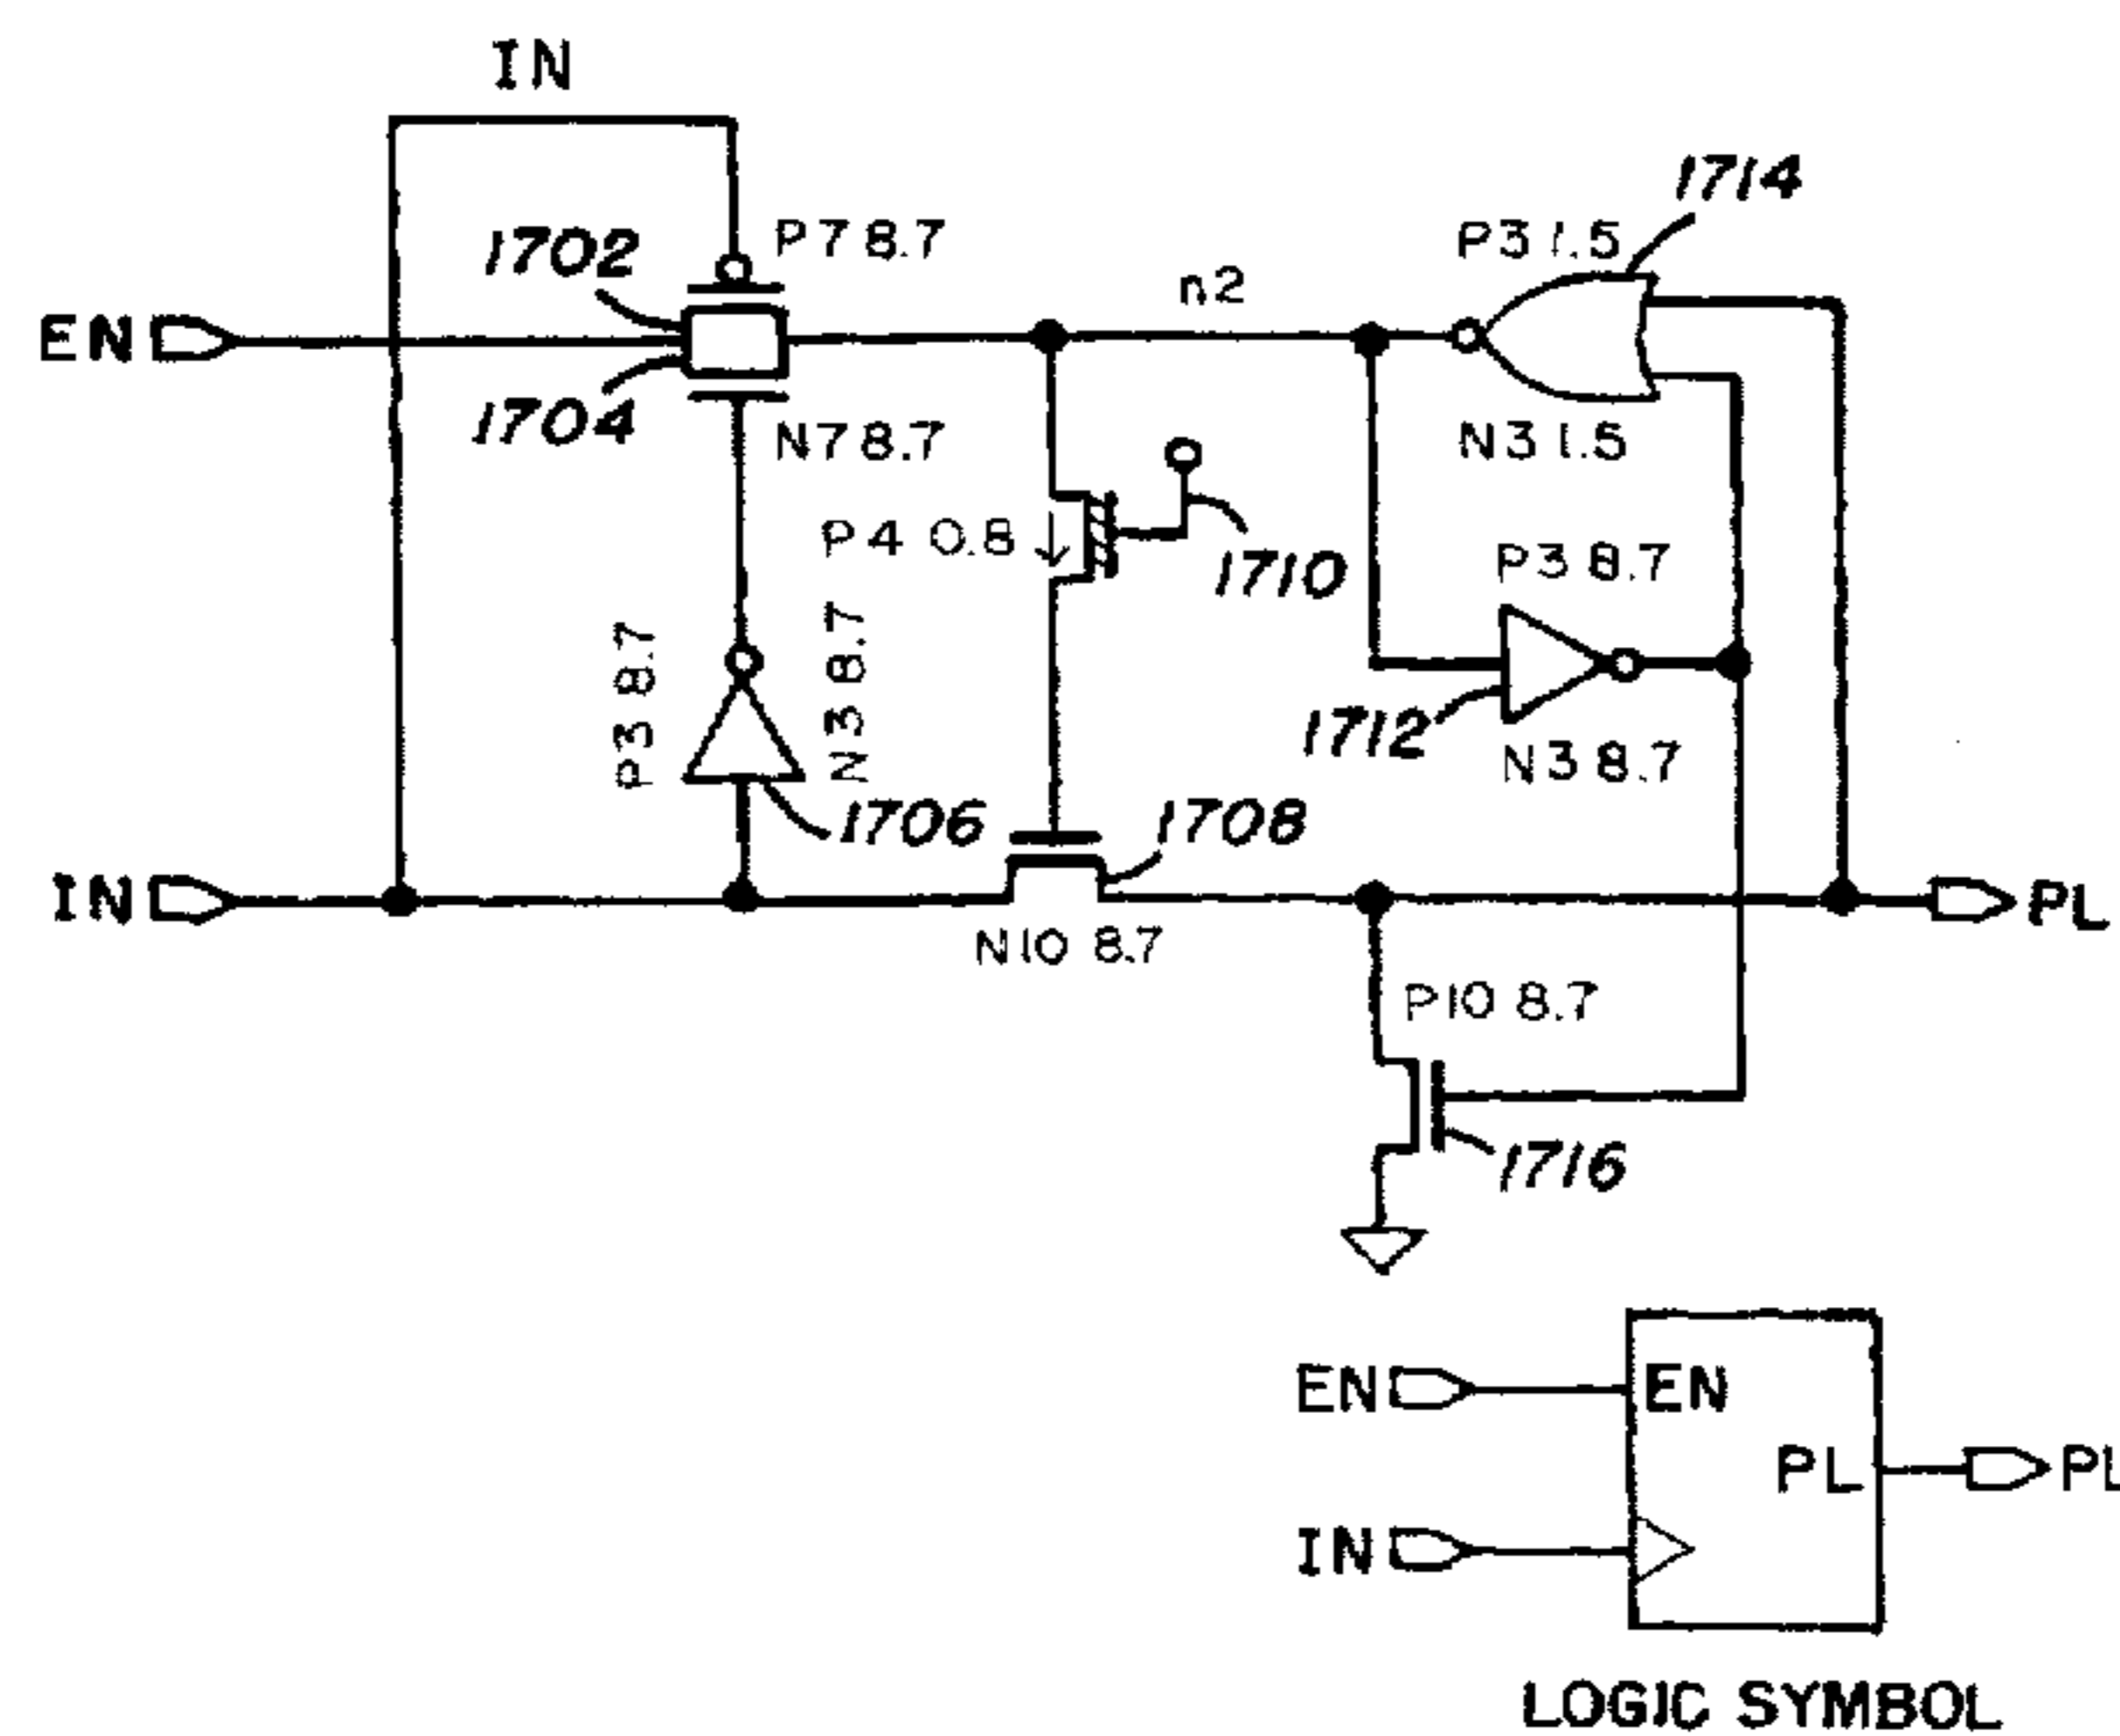 IN
1714
P7 8.7
P3 1.5
1702
n2
EN
1704
N7 8.7
N3 1.5
P4 0.8
P3 8.7
1710
P3 8.7
N3 8.7
1712
N3 8.7
1706
1708
IN
PL
N10 8.7
P10 8.7
1716
EN
EN
PL
PL
IN
LOGIC SYMBOL